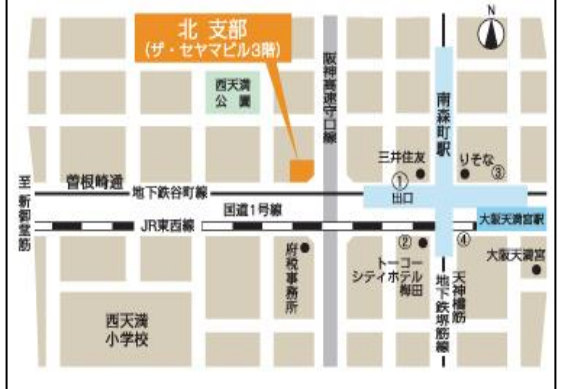 北 支部
(ザ・セヤマビル3階)
N
西天満
公 園
阪神高速守口線
南森町駅
三井住友
りそな
①
出口
③
至 新御堂筋
曽根崎通
地下鉄谷町線
国道1号線
JR東西線
大阪天満宮駅
府税事務所
②
④
トーコー
シティホテル
梅田
大阪天満宮
天神橋筋
地下鉄堺筋線
西天満
小学校